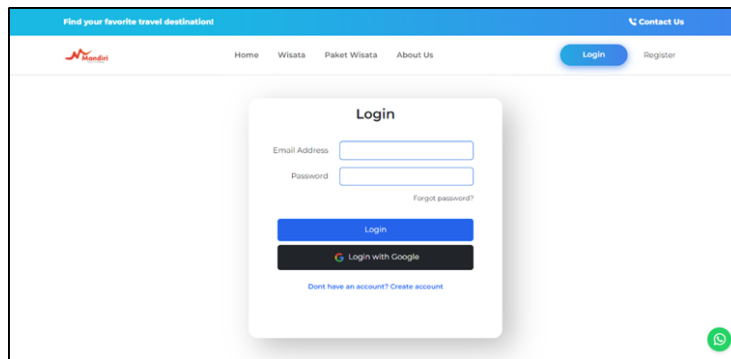 Find your favorite travel destination!
Contact Us
Mandiri
Home Wisata Paket Wisata About Us
Login Register
Login
Email Address
Password
Forgot password?
Login
Login with Google
Dont have an account? Create account